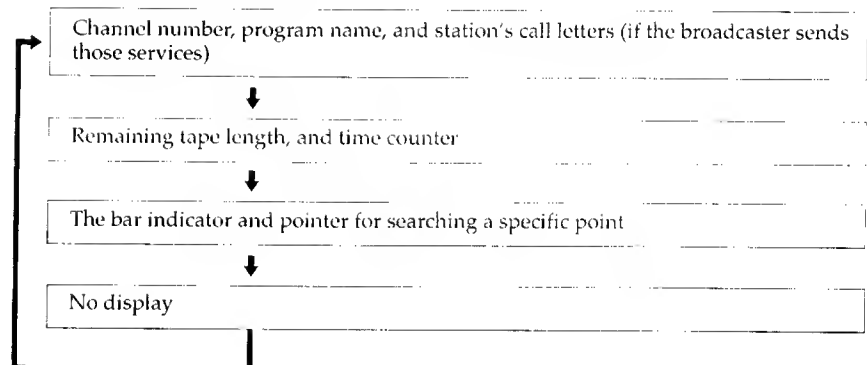 Channel number, program name, and station's call letters (if the broadcaster sends
those services)
Remaining tape length, and time counter
The bar indicator and pointer for searching a specific point
No display